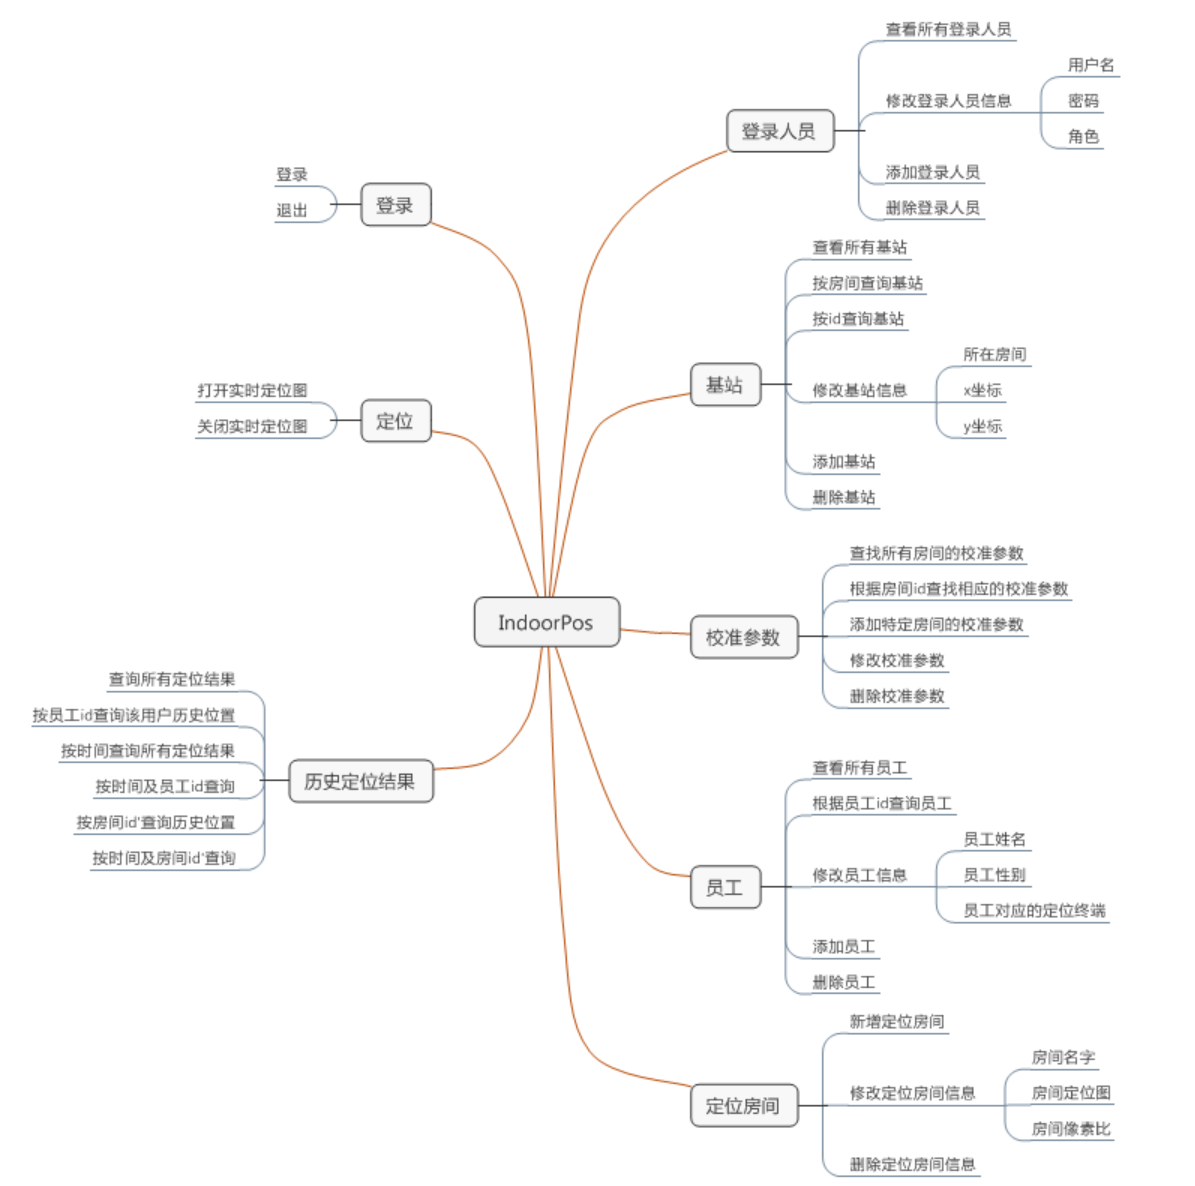 IndoorPos
登录人员
查看所有登录人员
修改登录人员信息
用户名
密码
角色
添加登录人员
删除登录人员
基站
查看所有基站
按房间查询基站
按id查询基站
修改基站信息
所在房间
x坐标
y坐标
添加基站
删除基站
校准参数
查找所有房间的校准参数
根据房间id查找相应的校准参数
添加特定房间的校准参数
修改校准参数
删除校准参数
员工
查看所有员工
根据员工id查询员工
修改员工信息
员工姓名
员工性别
员工对应的定位终端
添加员工
删除员工
定位房间
新增定位房间
修改定位房间信息
房间名字
房间定位图
房间像素比
删除定位房间信息
登录
登录
退出
定位
打开实时定位图
关闭实时定位图
历史定位结果
查询所有定位结果
按员工id查询该用户历史位置
按时间查询所有定位结果
按时间及员工id查询
按房间id'查询历史位置
按时间及房间id'查询